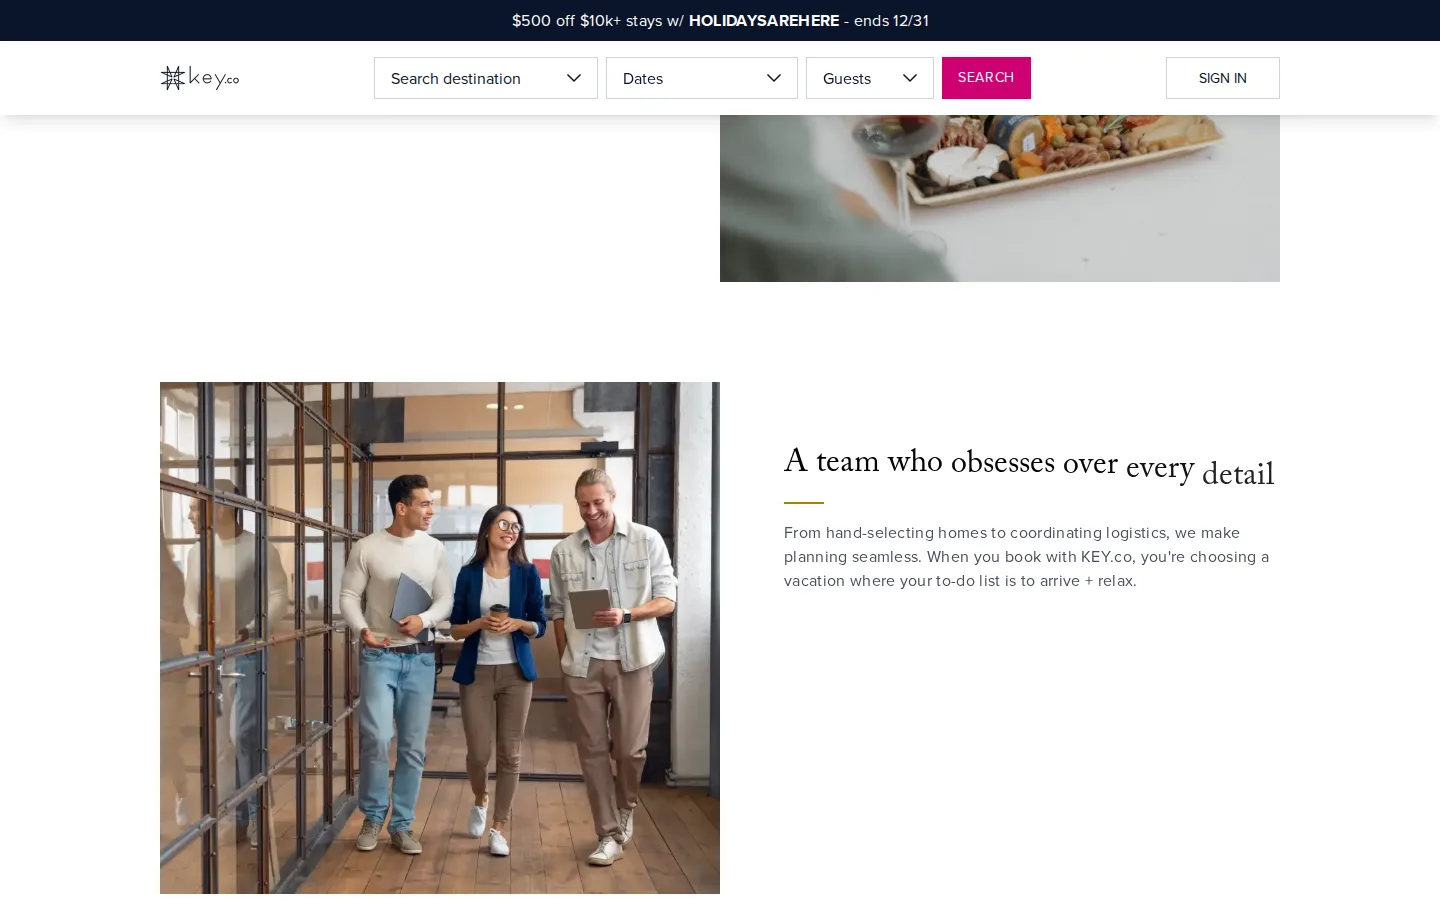 $500 off $10k+ stays w/ HOLIDAYSAREHERE - ends 12/31
key.co
Search destination
Dates
Guests
SEARCH
SIGN IN
A team who obsesses over every detail
From hand-selecting homes to coordinating logistics, we make
planning seamless. When you book with KEY.co, you're choosing a
vacation where your to-do list is to arrive + relax.